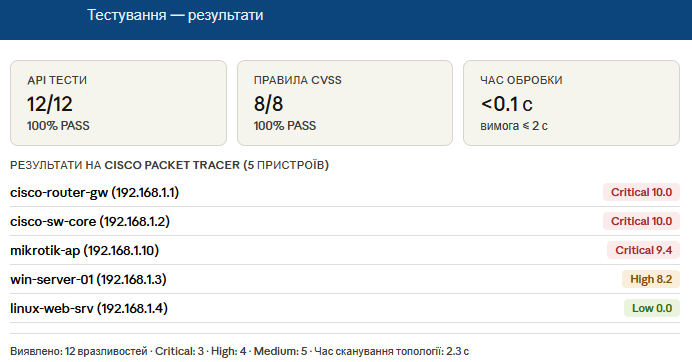 Тестування — результати
API ТЕСТИ
12/12
100% PASS
ПРАВИЛА CVSS
8/8
100% PASS
ЧАС ОБРОБКИ
<0.1 с
вимога ≤ 2 с
РЕЗУЛЬТАТИ НА CISCO PACKET TRACER (5 ПРИСТРОЇВ)
cisco-router-gw (192.168.1.1) Critical 10.0
cisco-sw-core (192.168.1.2) Critical 10.0
mikrotik-ap (192.168.1.10) Critical 9.4
win-server-01 (192.168.1.3) High 8.2
linux-web-srv (192.168.1.4) Low 0.0
Виявлено: 12 вразливостей · Critical: 3 · High: 4 · Medium: 5 · Час сканування топології: 2.3 с